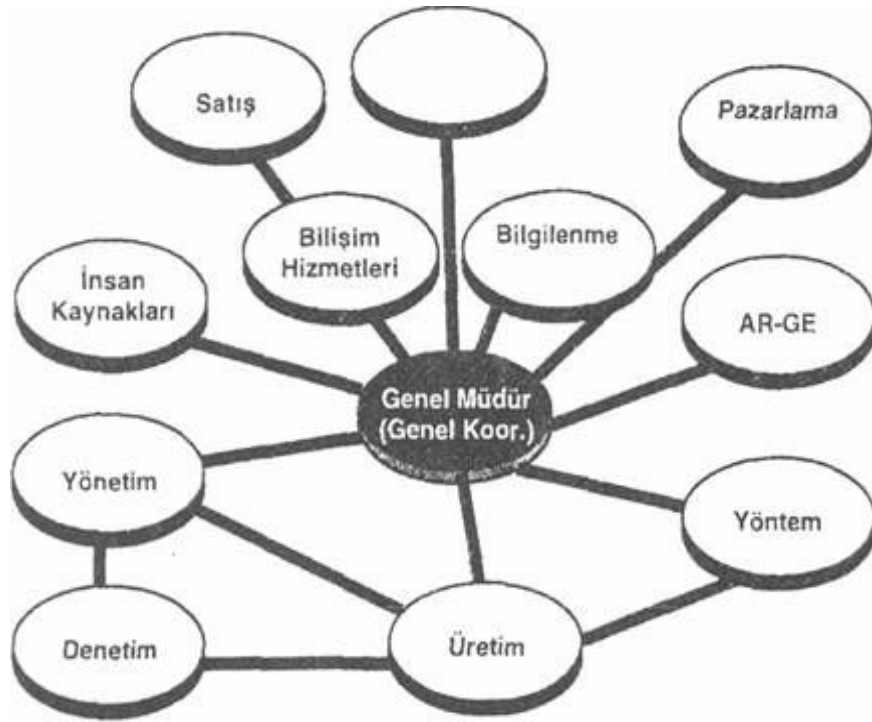 Satış
Pazarlama
Bilişim
Hizmetleri
Bilgilenme
İnsan
Kaynakları
AR-GE
Genel Müdür
(Genel Koor.)
Yönetim
Yöntem
Denetim
Üretim